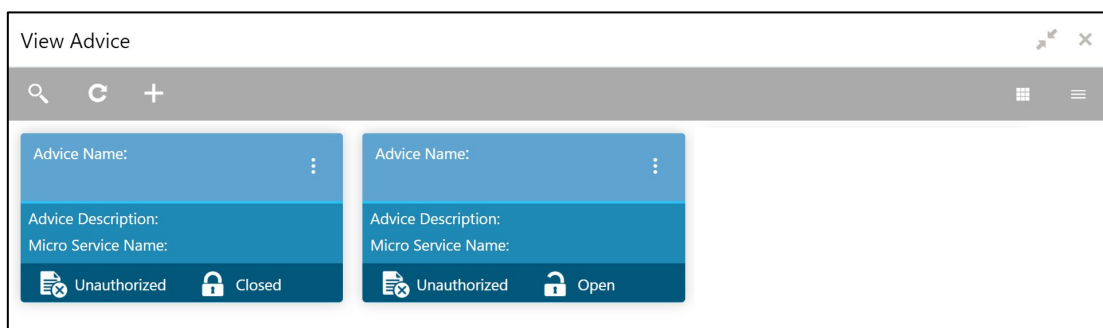 View Advice
Advice Name:
Advice Name:
Advice Description:
Micro Service Name:
Advice Description:
Micro Service Name:
Unauthorized Closed
Unauthorized Open